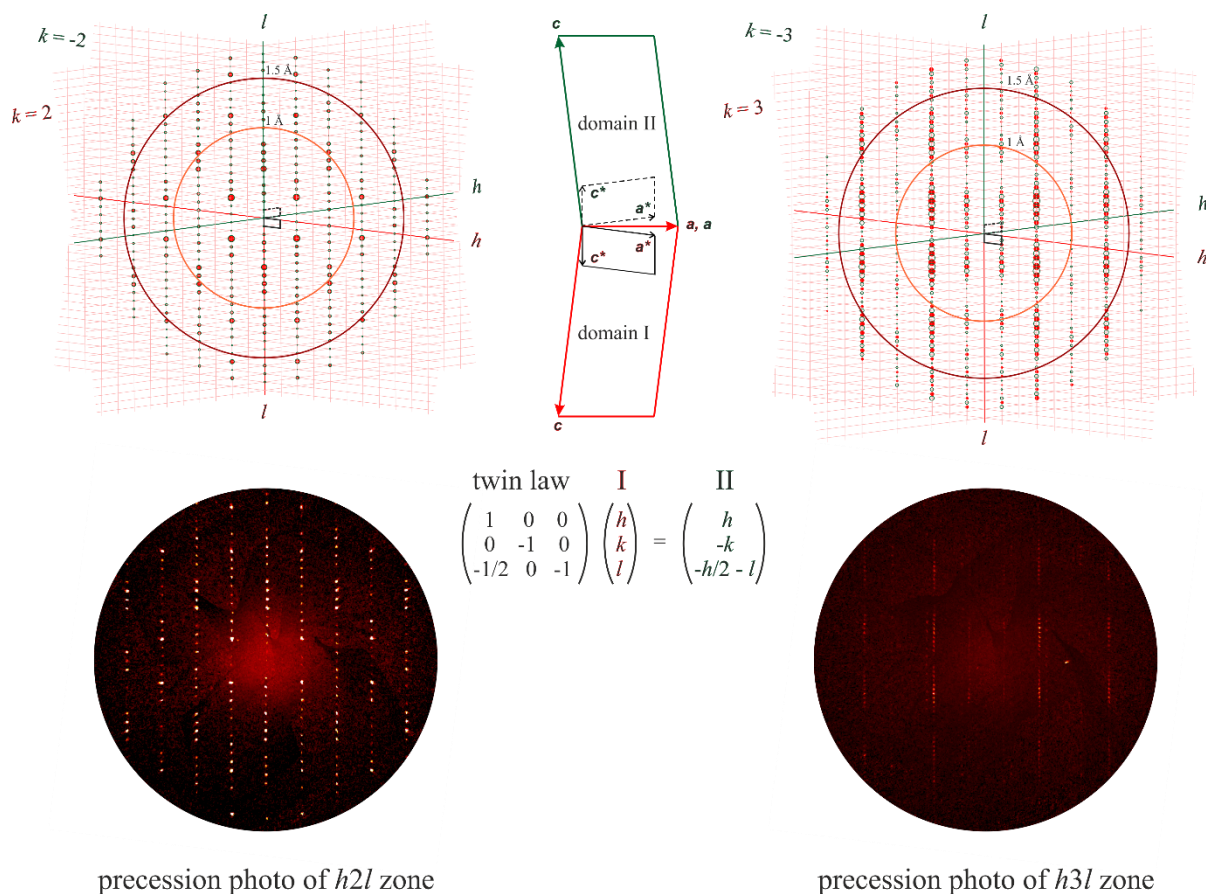 k = -2
l
1.5 Å
k = 2
1 Å
h
h
l
c
domain II
c*
a*
a, a
a*
c*
domain I
c
k = -3
l
1.5 Å
k = 3
1 Å
h
h
l
twin law I II
1 0 0 h h
0 -1 0 k = -k
-1/2 0 -1 l -h/2 - l
precession photo of h2l zone
precession photo of h3l zone